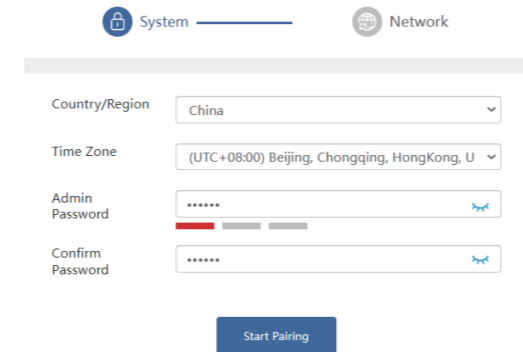 System
Network
Country/Region
China
Time Zone
(UTC+08:00) Beijing, Chongqing, HongKong, U
Admin
Password
••••••
Confirm
Password
••••••
Start Pairing